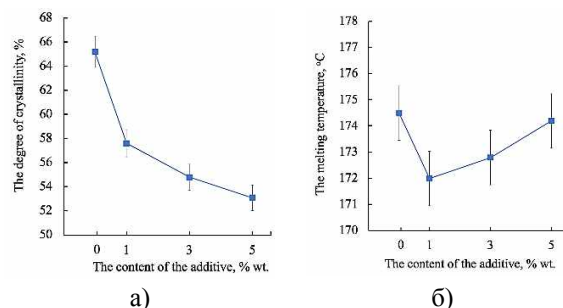 The degree of crystallinity, %
68
66
64
62
60
58
56
54
52
50
0 1 3 5
The content of the additive, % wt.
а)
The melting temperature, °C
178
177
176
175
174
173
172
171
170
0 1 3 5
The content of the additive, % wt.
б)